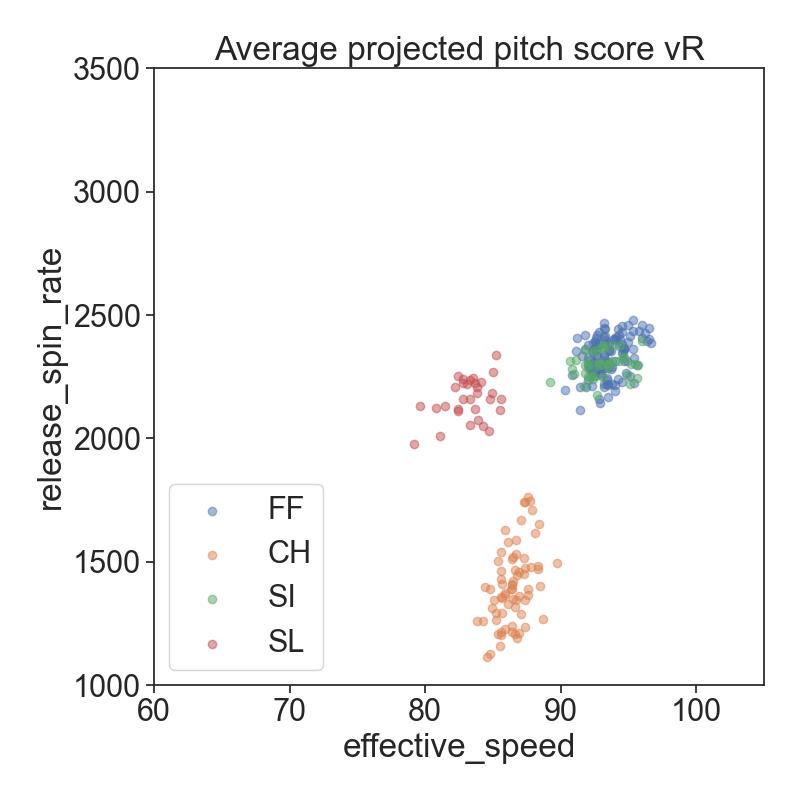 Average projected pitch score vR
3500
3000
2500
2000
1500
1000
release_spin_rate
FF
CH
SI
SL
60 70 80 90 100
effective_speed